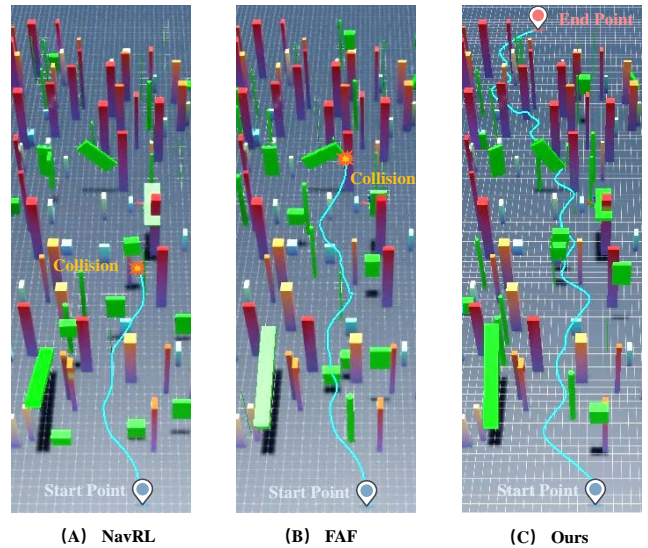 End Point
Collision
Collision
Start Point
Start Point
Start Point
(A) NavRL
(B) FAF
(C) Ours